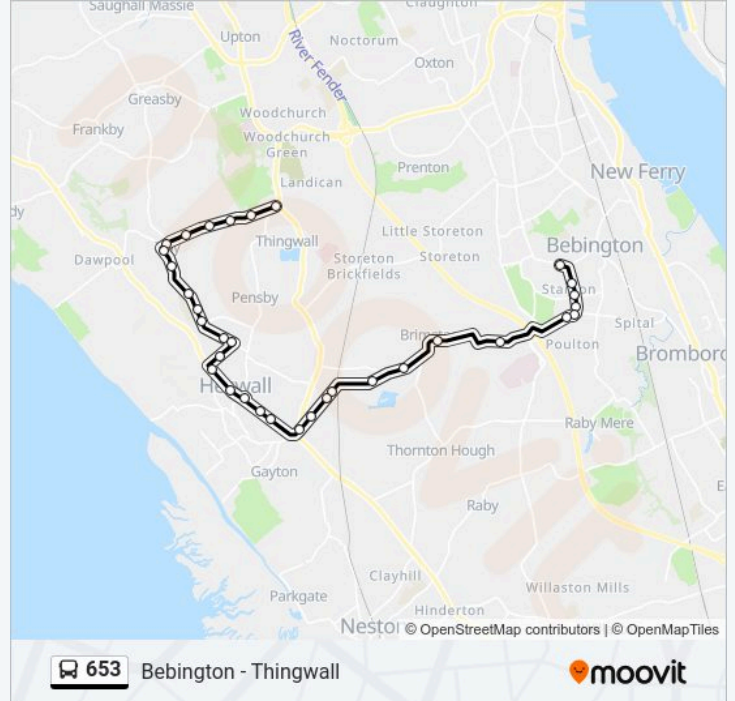 Saughall Massie
Claughton
Upton
Noctorum
River Fender
Oxton
Greasby
Woodchurch
Frankby
Woodchurch
Green
Prenton
New Ferry
Landican
dy
Little Storeton
Thingwall
Bebington
Dawpool
Storeton
Brickfields
Storeton
Pensby
Spital
Poulton
Bromboro
Raby Mere
Thornton Hough
Gayton
Raby
Clayhill
Willaston Mills
Parkgate
Hinderton
Nesto
© OpenStreetMap contributors | © OpenMapTiles
653 Bebington - Thingwall
moovit